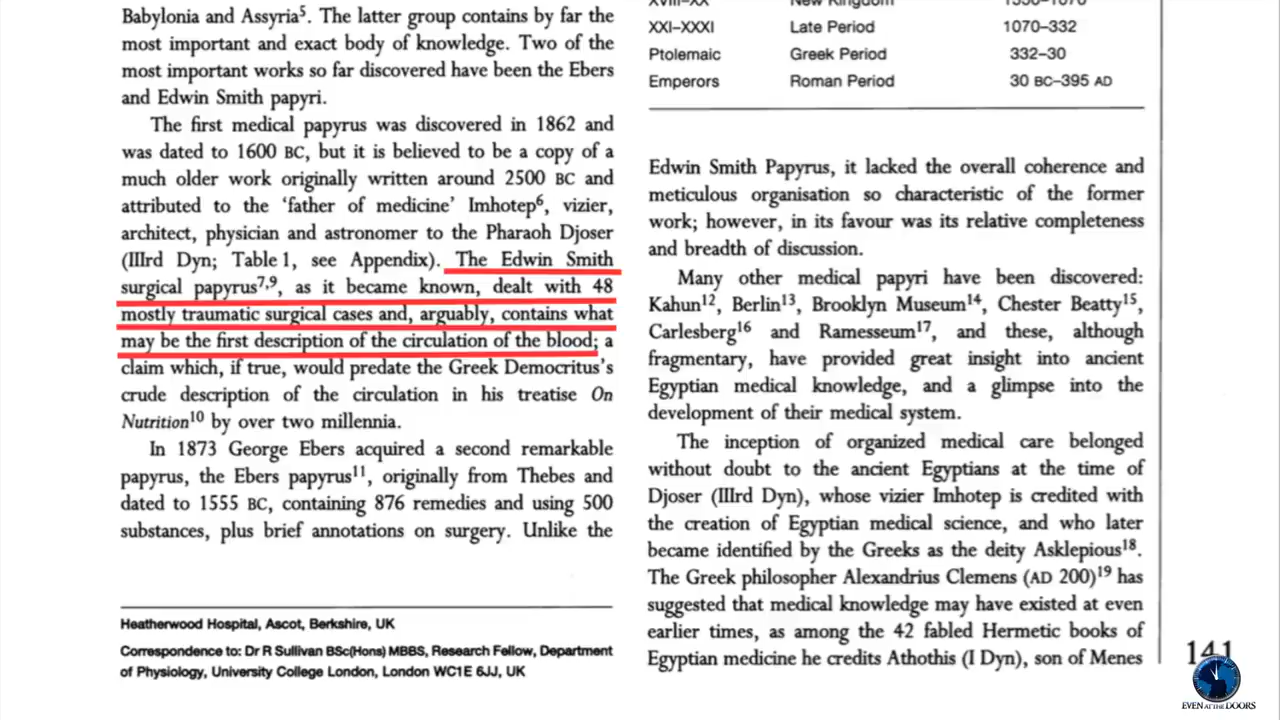 Babylonia and Assyria⁵. The latter group contains by far the
most important and exact body of knowledge. Two of the
most important works so far discovered have been the Ebers
and Edwin Smith papyri.
The first medical papyrus was discovered in 1862 and
was dated to 1600 BC, but it is believed to be a copy of a
much older work originally written around 2500 BC and
attributed to the ‘father of medicine’ Imhotep⁶, vizier,
architect, physician and astronomer to the Pharaoh Djoser
(IIIrd Dyn; Table 1, see Appendix). The Edwin Smith
surgical papyrus⁷,⁹, as it became known, dealt with 48
mostly traumatic surgical cases and, arguably, contains what
may be the first description of the circulation of the blood; a
claim which, if true, would predate the Greek Democritus’s
crude description of the circulation in his treatise On
Nutrition¹⁰ by over two millennia.
In 1873 George Ebers acquired a second remarkable
papyrus, the Ebers papyrus¹¹, originally from Thebes and
dated to 1555 BC, containing 876 remedies and using 500
substances, plus brief annotations on surgery. Unlike the
Heatherwood Hospital, Ascot, Berkshire, UK
Correspondence to: Dr R Sullivan BSc(Hons) MBBS, Research Fellow, Department
of Physiology, University College London, London WC1E 6JJ, UK
XVIII–XX New Kingdom 1550–1070
XXI–XXXI Late Period 1070–332
Ptolemaic Greek Period 332–30
Emperors Roman Period 30 BC–395 AD
Edwin Smith Papyrus, it lacked the overall coherence and
meticulous organisation so characteristic of the former
work; however, in its favour was its relative completeness
and breadth of discussion.
Many other medical papyri have been discovered:
Kahun¹², Berlin¹³, Brooklyn Museum¹⁴, Chester Beatty¹⁵,
Carlesberg¹⁶ and Ramesseum¹⁷, and these, although
fragmentary, have provided great insight into ancient
Egyptian medical knowledge, and a glimpse into the
development of their medical system.
The inception of organized medical care belonged
without doubt to the ancient Egyptians at the time of
Djoser (IIIrd Dyn), whose vizier Imhotep is credited with
the creation of Egyptian medical science, and who later
became identified by the Greeks as the deity Asklepious¹⁸.
The Greek philosopher Alexandrius Clemens (AD 200)¹⁹ has
suggested that medical knowledge may have existed at even
earlier times, as among the 42 fabled Hermetic books of
Egyptian medicine he credits Athothis (I Dyn), son of Menes
141
EVEN AT THE DOORS